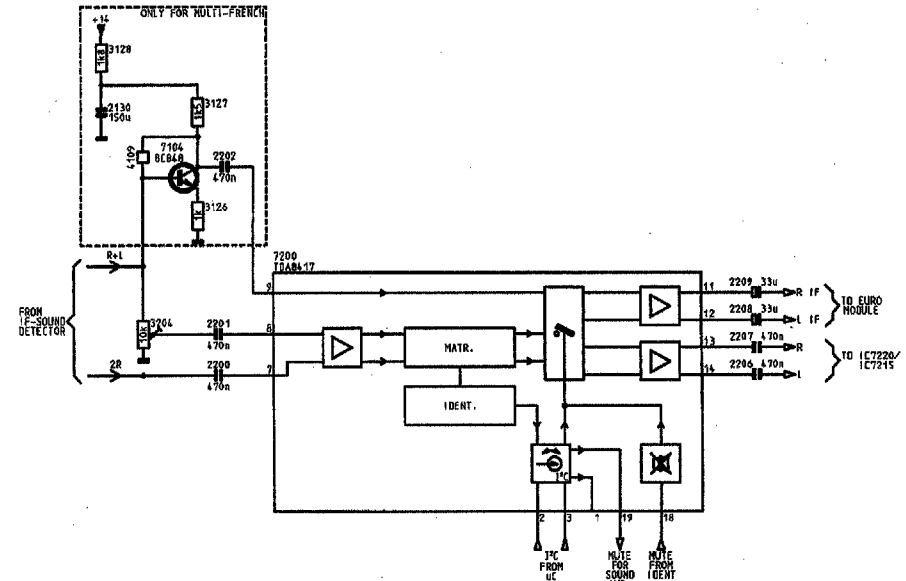 ONLY FOR MULTI-FRENCH
+14
3128
1k8
2130
150u
3127
1k5
4109
7104
BC848
2202
470n
3126
1k
R+L
7200
TDA8417
FROM
IF-SOUND
DETECTOR
9
11
2209 33u
R IF
TO EURO
MODULE
12
2208 33u
L IF
3204
10k
2201
470n
8
MATR.
13
2207 470n
R
TO IC7220/
IC7215
2R
2200
470n
7
14
2206 470n
L
IDENT.
I²C
2
3
1
19
18
I²C
FROM
uC
MUTE
FOR
SOUND
MUTE
FROM
IDENT